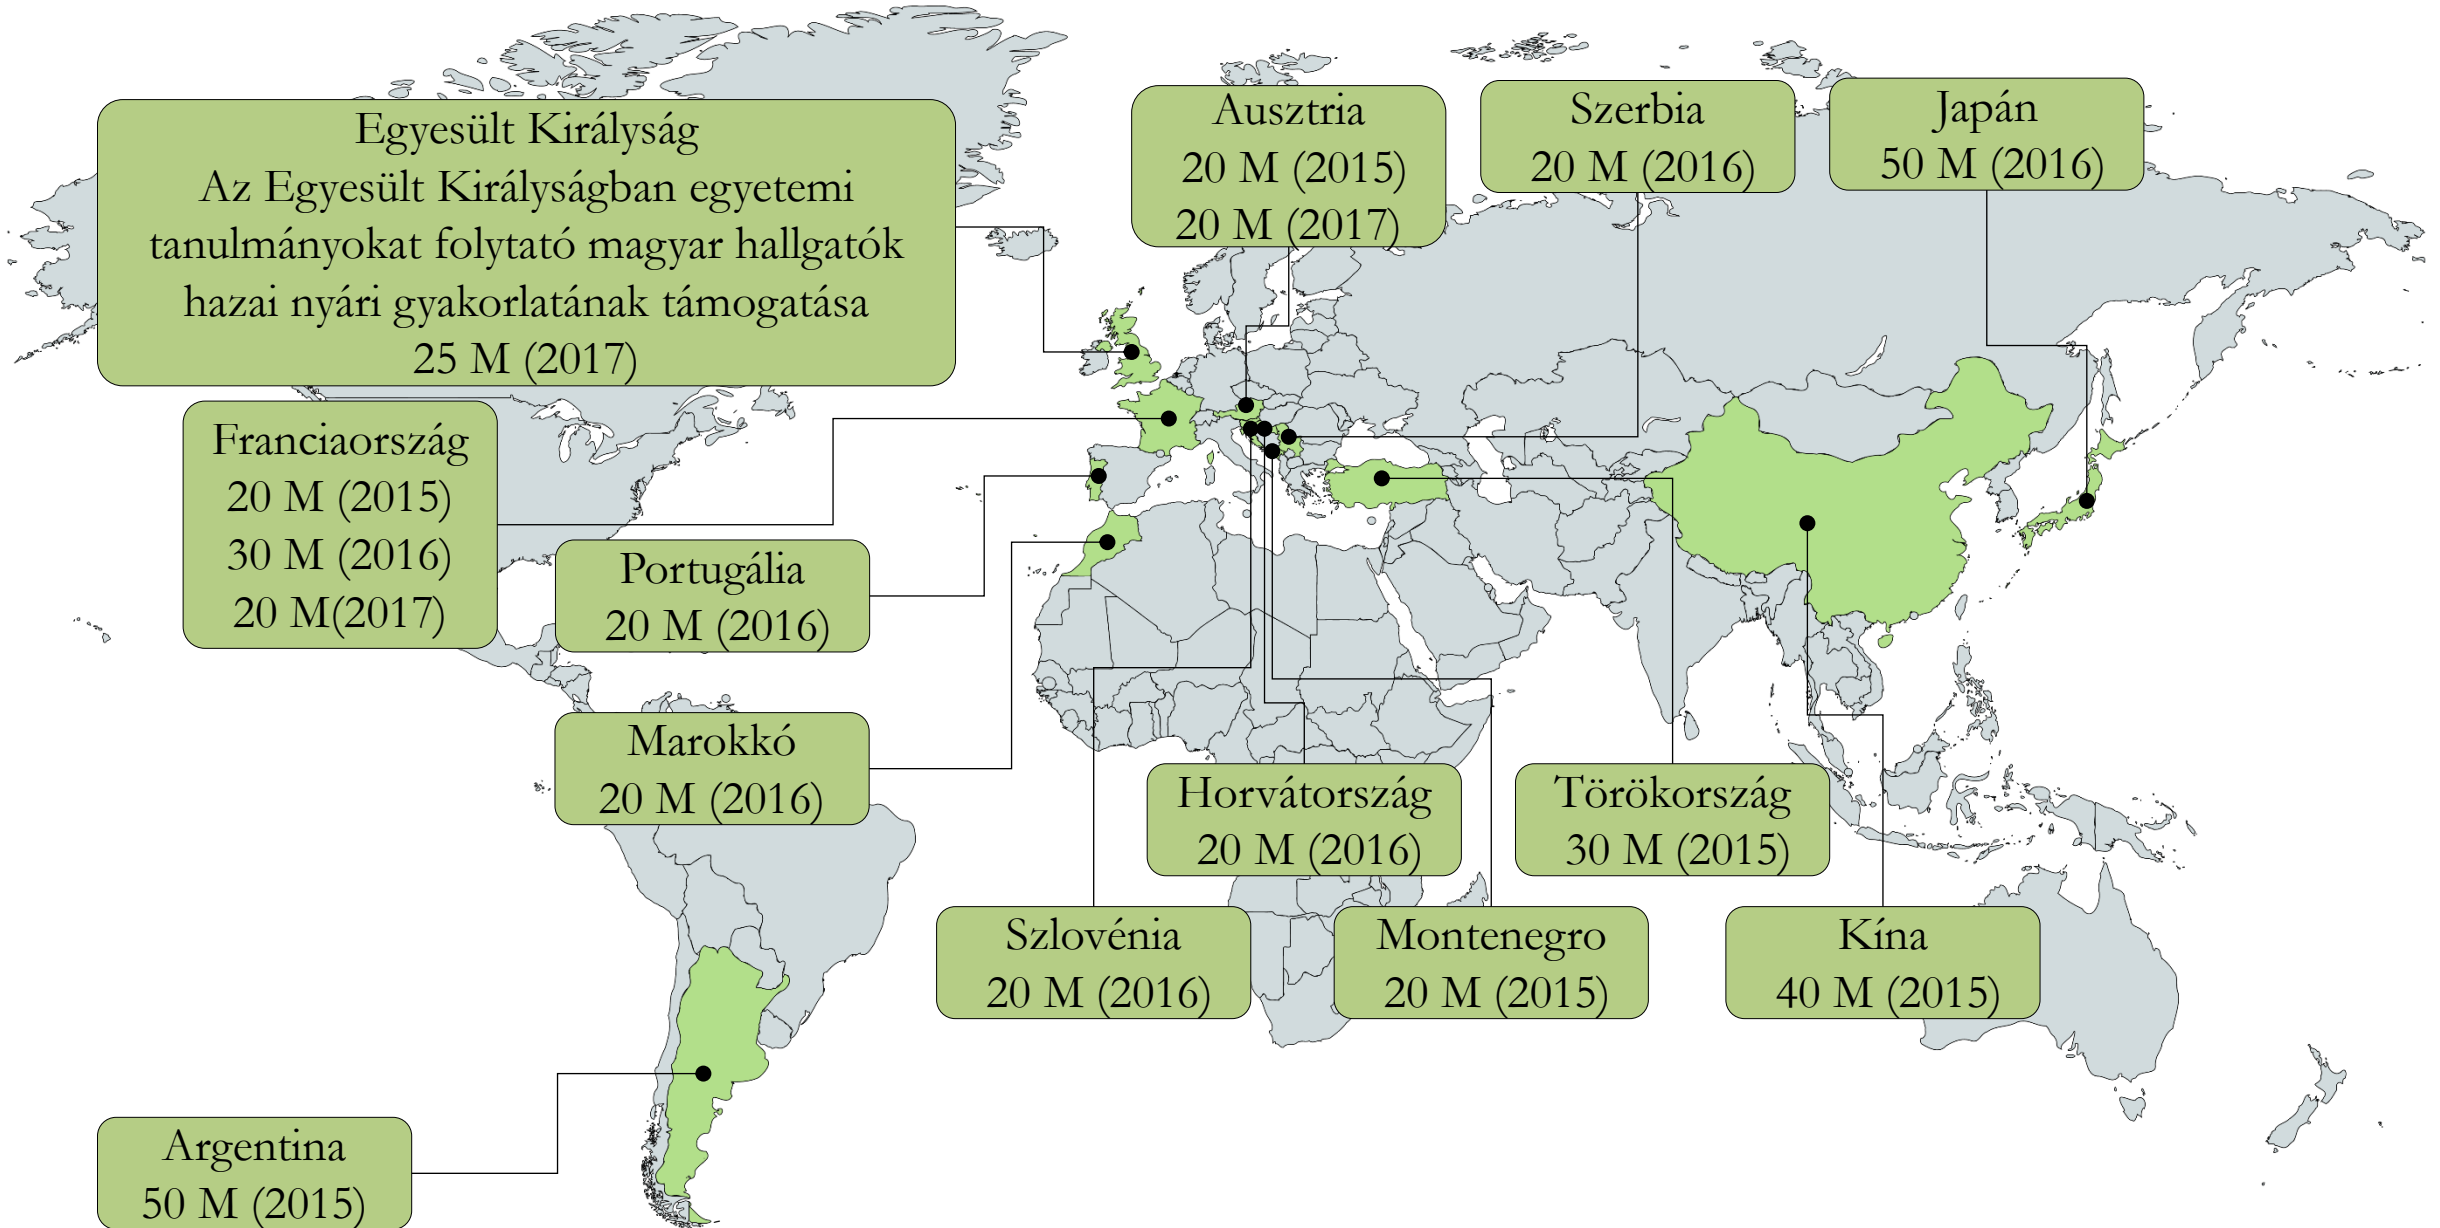 Egyesült Királyság
Az Egyesült Királyságban egyetemi
tanulmányokat folytató magyar hallgatók
hazai nyári gyakorlatának támogatása
25 M (2017)
Ausztria
20 M (2015)
20 M (2017)
Szerbia
20 M (2016)
Japán
50 M (2016)
Franciaország
20 M (2015)
30 M (2016)
20 M(2017)
Portugália
20 M (2016)
Marokkó
20 M (2016)
Horvátország
20 M (2016)
Törökország
30 M (2015)
Szlovénia
20 M (2016)
Montenegro
20 M (2015)
Kína
40 M (2015)
Argentina
50 M (2015)